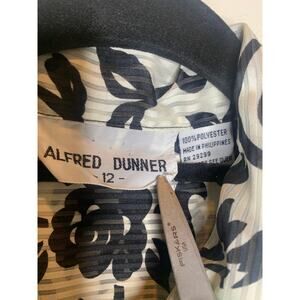 ALFRED DUNNER
- 12 -
100% POLYESTER
MADE IN PHILIPPINES
RN 29299
FISKARS